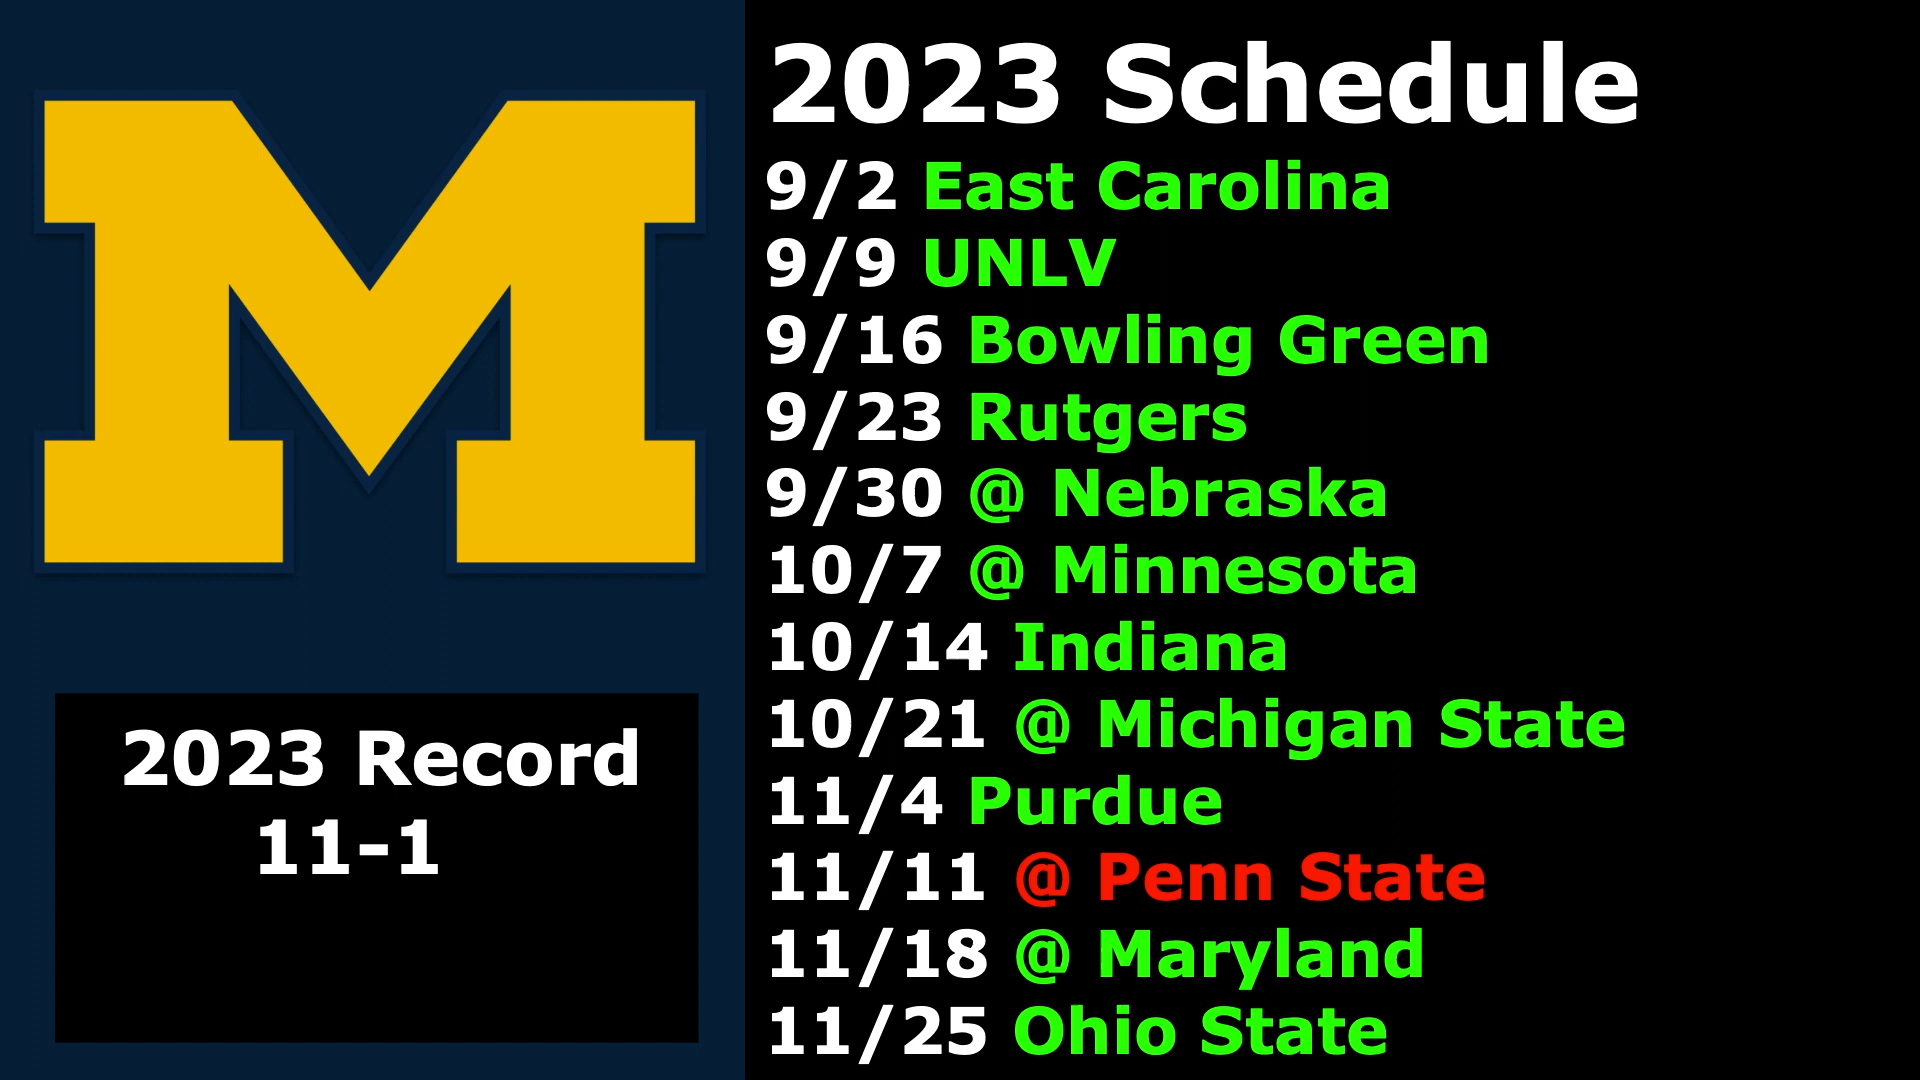 M
2023 Record
11-1
2023 Schedule
9/2 East Carolina
9/9 UNLV
9/16 Bowling Green
9/23 Rutgers
9/30 @ Nebraska
10/7 @ Minnesota
10/14 Indiana
10/21 @ Michigan State
11/4 Purdue
11/11 @ Penn State
11/18 @ Maryland
11/25 Ohio State